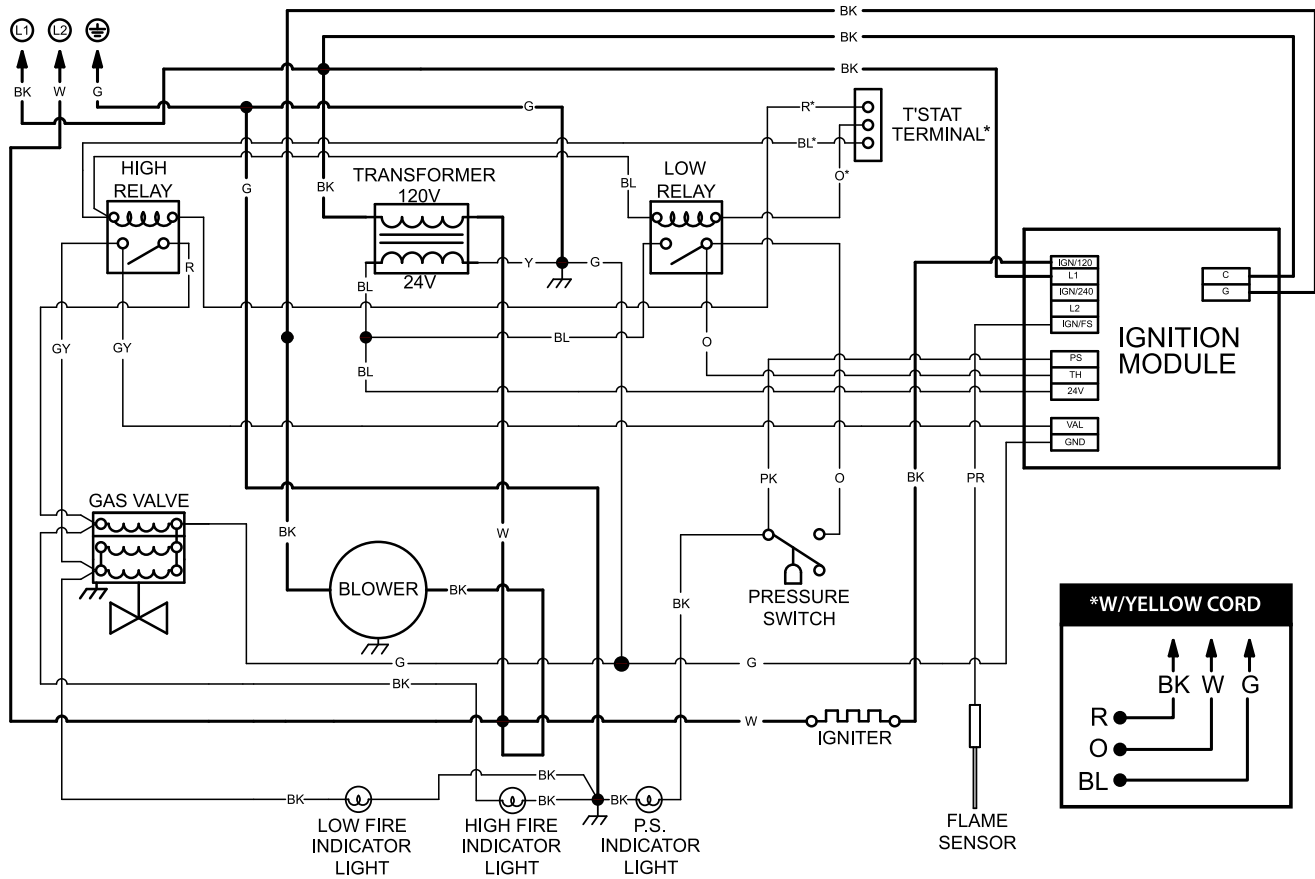 BK
L1
L2
BK
BK
BK
W
G
G
R*
T'STAT
TERMINAL*
BL*
O*
HIGH
RELAY
G
BK
TRANSFORMER
120V
BL
LOW
RELAY
R
24V
BL
Y
G
IGN/120
L1
IGN/240
L2
IGN/FS
C
G
IGNITION
MODULE
GY
GY
BL
BL
O
PS
TH
24V
VAL
GND
GAS VALVE
BK
W
PK
O
BK
PR
BLOWER
BK
BK
PRESSURE
SWITCH
G
G
BK
W
IGNITER
BK
BK
BK
BK
LOW FIRE
INDICATOR
LIGHT
HIGH FIRE
INDICATOR
LIGHT
P.S.
INDICATOR
LIGHT
FLAME
SENSOR
*W/YELLOW CORD
BK W G
R
O
BL